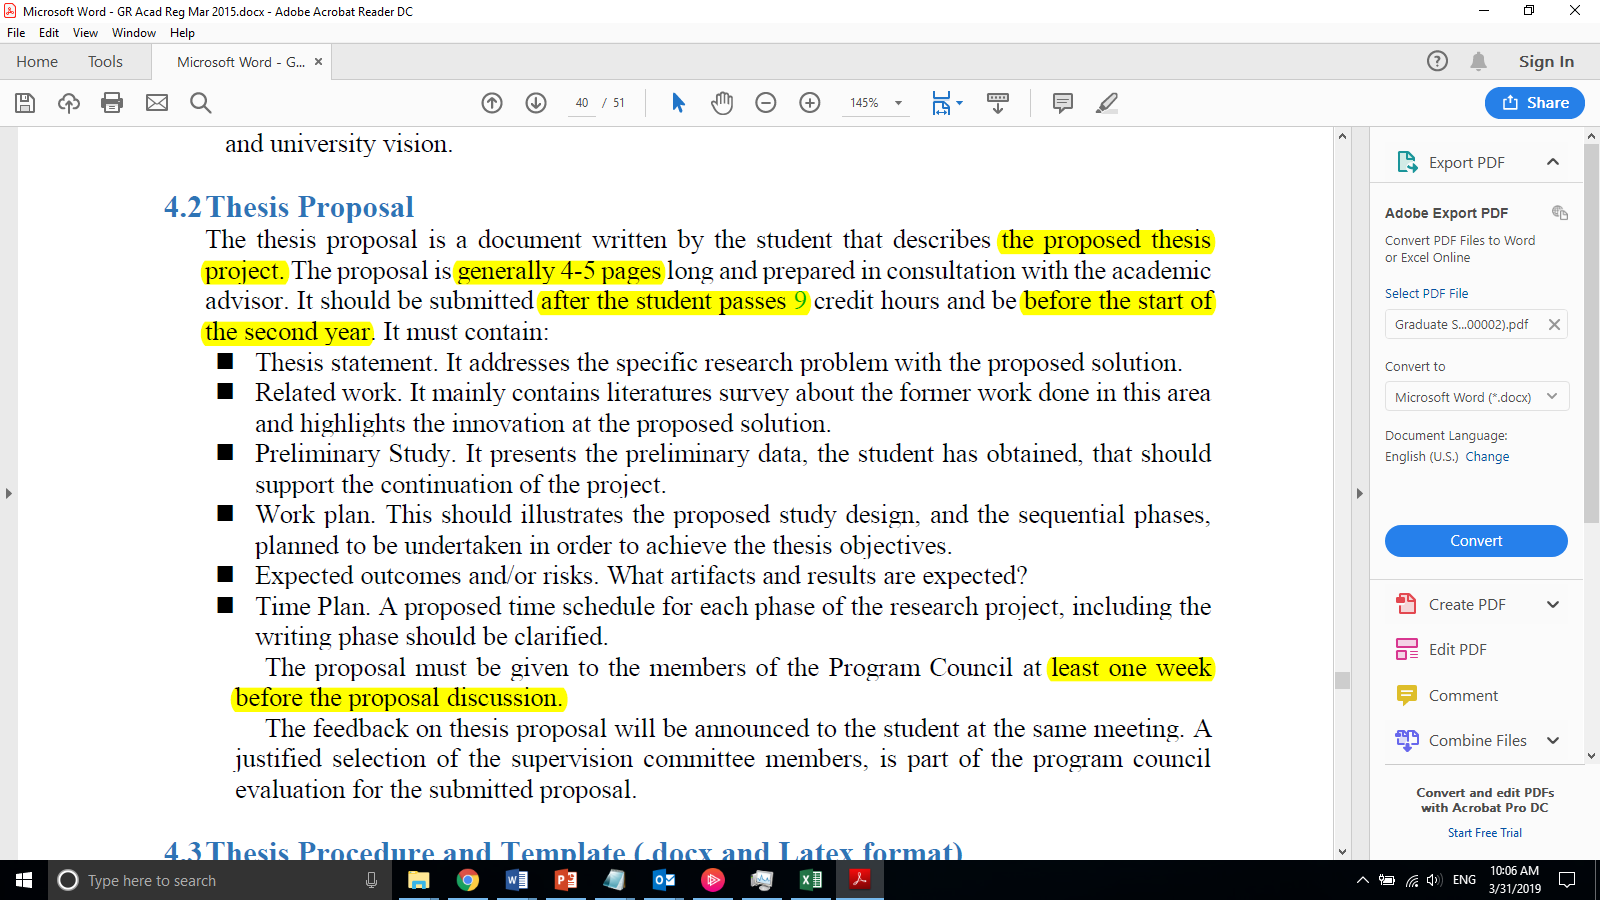 Microsoft Word - GR Acad Reg Mar 2015.docx - Adobe Acrobat Reader DC
File Edit View Window Help
Home Tools Microsoft Word - G... × Sign In
40 / 51 145% Share
and university vision.
4.2 Thesis Proposal
The thesis proposal is a document written by the student that describes the proposed thesis
project. The proposal is generally 4-5 pages long and prepared in consultation with the academic
advisor. It should be submitted after the student passes 9 credit hours and be before the start of
the second year. It must contain:
■ Thesis statement. It addresses the specific research problem with the proposed solution.
■ Related work. It mainly contains literatures survey about the former work done in this area
and highlights the innovation at the proposed solution.
■ Preliminary Study. It presents the preliminary data, the student has obtained, that should
support the continuation of the project.
■ Work plan. This should illustrates the proposed study design, and the sequential phases,
planned to be undertaken in order to achieve the thesis objectives.
■ Expected outcomes and/or risks. What artifacts and results are expected?
■ Time Plan. A proposed time schedule for each phase of the research project, including the
writing phase should be clarified.
The proposal must be given to the members of the Program Council at least one week
before the proposal discussion.
The feedback on thesis proposal will be announced to the student at the same meeting. A
justified selection of the supervision committee members, is part of the program council
evaluation for the submitted proposal.
4.3 Thesis Procedure and Template (.docx and Latex format)
Export PDF
Adobe Export PDF
Convert PDF Files to Word
or Excel Online
Select PDF File
Graduate S...00002).pdf
Convert to
Microsoft Word (*.docx)
Document Language:
English (U.S.) Change
Convert
Create PDF
Edit PDF
Comment
Combine Files
Convert and edit PDFs
with Acrobat Pro DC
Start Free Trial
Type here to search
ENG
10:06 AM
3/31/2019